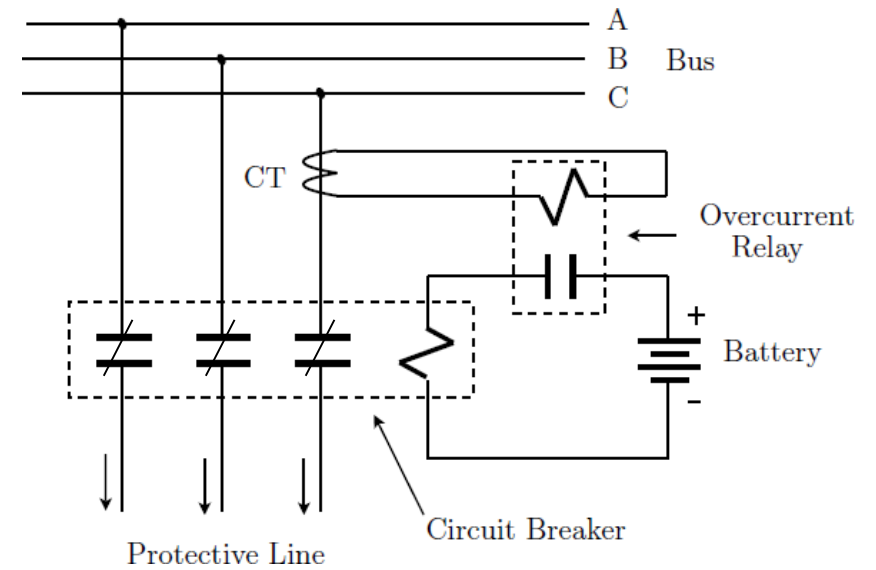 A
B Bus
C
CT
Overcurrent
Relay
+
Battery
−
Circuit Breaker
Protective Line